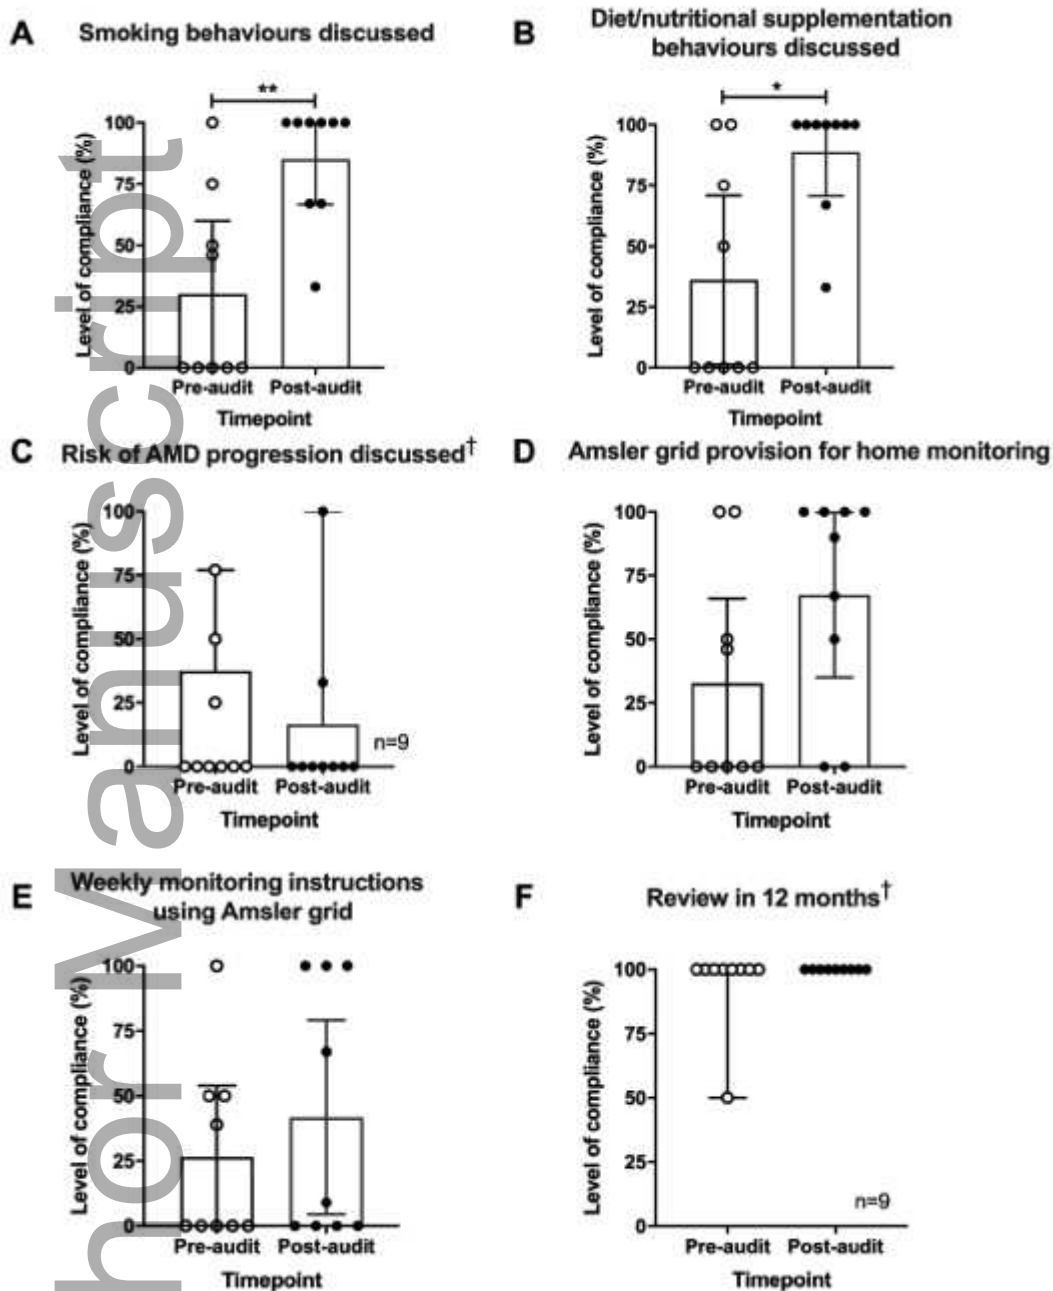 A Smoking behaviours discussed
**
Level of compliance (%)
100
75
50
25
0
Pre-audit Post-audit
Timepoint
B Diet/nutritional supplementation
behaviours discussed
*
Level of compliance (%)
100
75
50
25
0
Pre-audit Post-audit
Timepoint
C Risk of AMD progression discussed†
Level of compliance (%)
100
75
50
25
0
n=9
Pre-audit Post-audit
Timepoint
D Amsler grid provision for home monitoring
Level of compliance (%)
100
75
50
25
0
Pre-audit Post-audit
Timepoint
E Weekly monitoring instructions
using Amsler grid
Level of compliance (%)
100
75
50
25
0
Pre-audit Post-audit
Timepoint
F Review in 12 months†
Level of compliance (%)
100
75
50
25
0
n=9
Pre-audit Post-audit
Timepoint
hor Manuscript